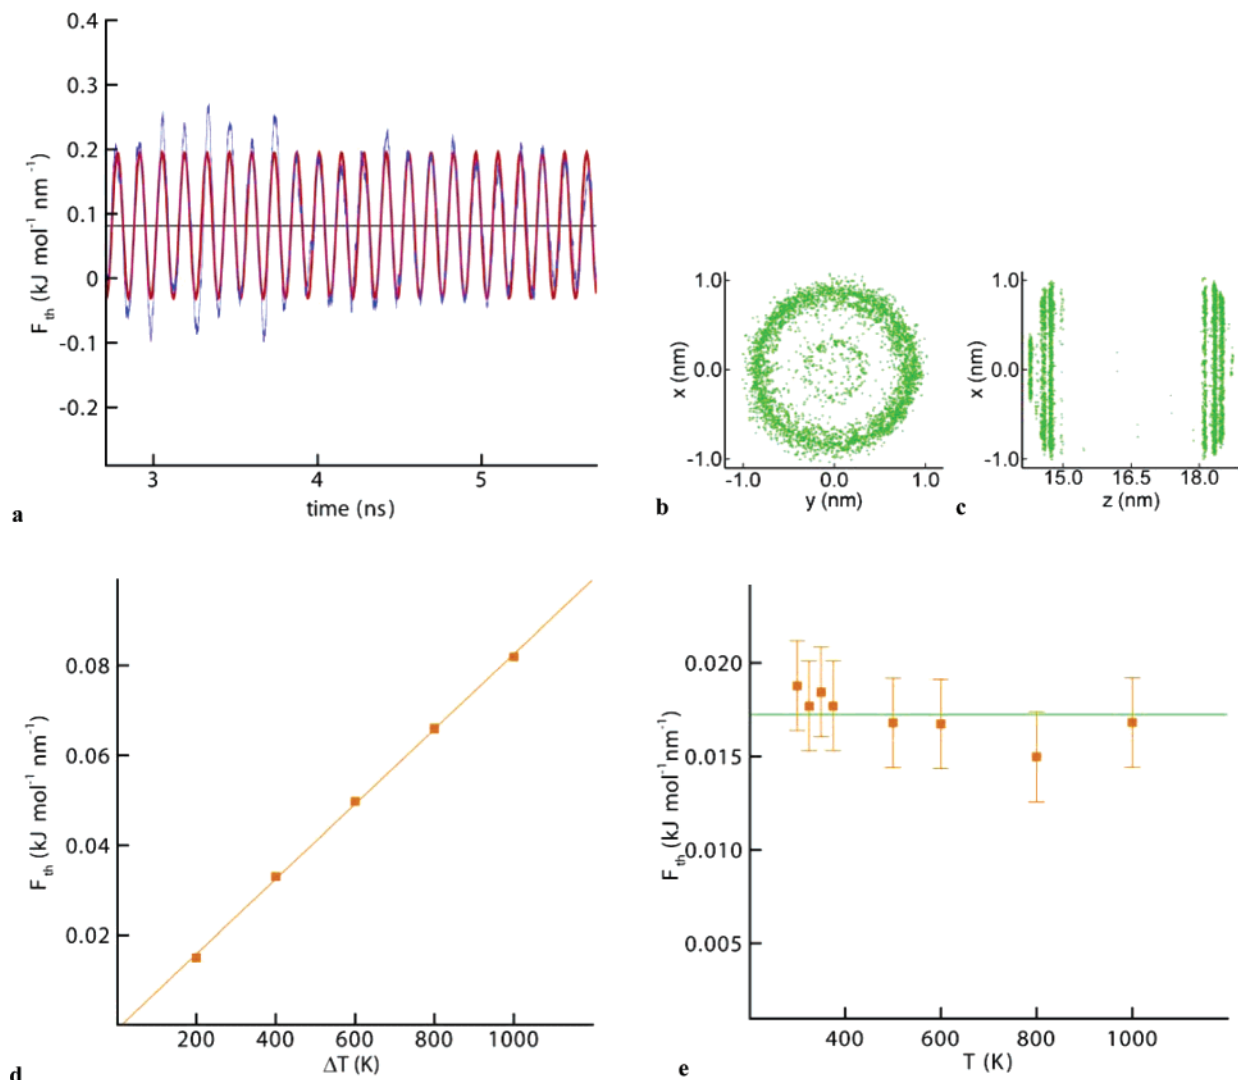 0.4
0.3
0.2
0.1
0
-0.1
-0.2
F th (kJ mol-1 nm-1)
3 4 5
time (ns)
a
1.0
0.0
-1.0
x (nm)
-1.0 0.0 1.0
y (nm)
b
1.0
0.0
-1.0
x (nm)
15.0 16.5 18.0
z (nm)
c
0.08
0.06
0.04
0.02
F th (kJ mol-1 nm-1)
200 400 600 800 1000
ΔT (K)
d
0.020
0.015
0.010
0.005
F th (kJ mol-1nm-1)
400 600 800 1000
T (K)
e